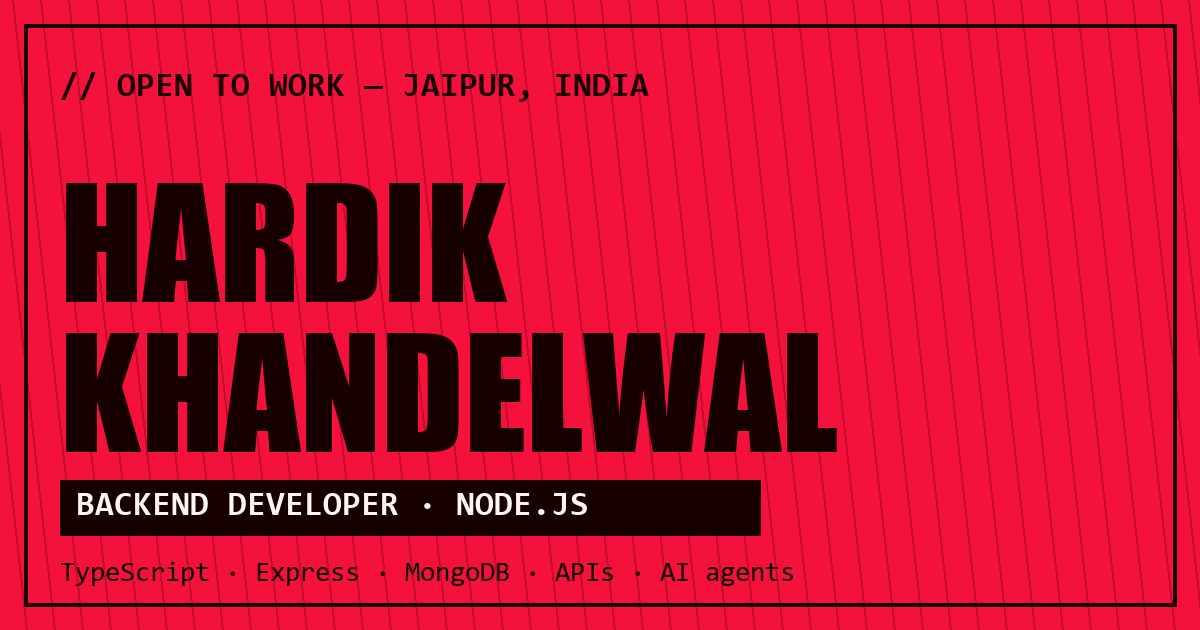 // OPEN TO WORK — JAIPUR, INDIA
HARDIK
KHANDELWAL
BACKEND DEVELOPER · NODE.JS
TypeScript · Express · MongoDB · APIs · AI agents